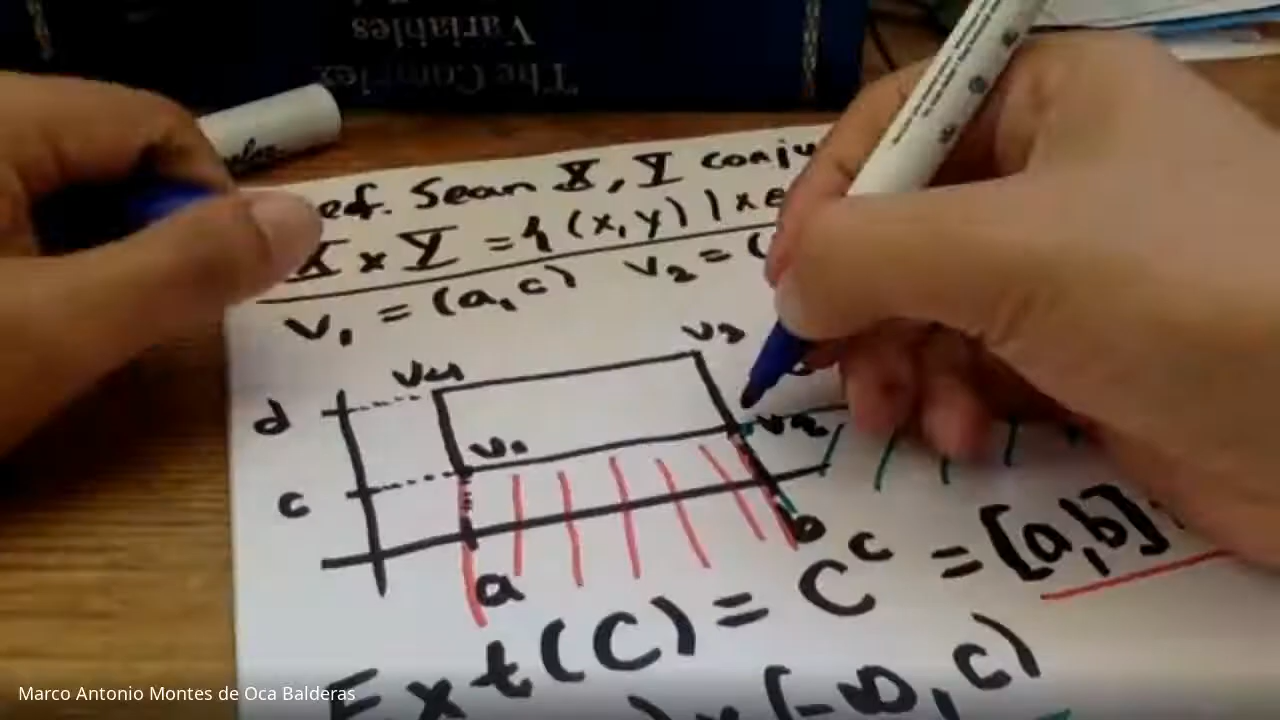 The Complex
Variables
ef. Sean X, Y conju
X x Y = {(x, y) | x ∈
V₁ = (a, c) V₂ = (
V₄ V₃
d
V₁ V₂
c
a b
Ext(C) = Cᶜ = [a,b]
) x (-∞, c)
Marco Antonio Montes de Oca Balderas